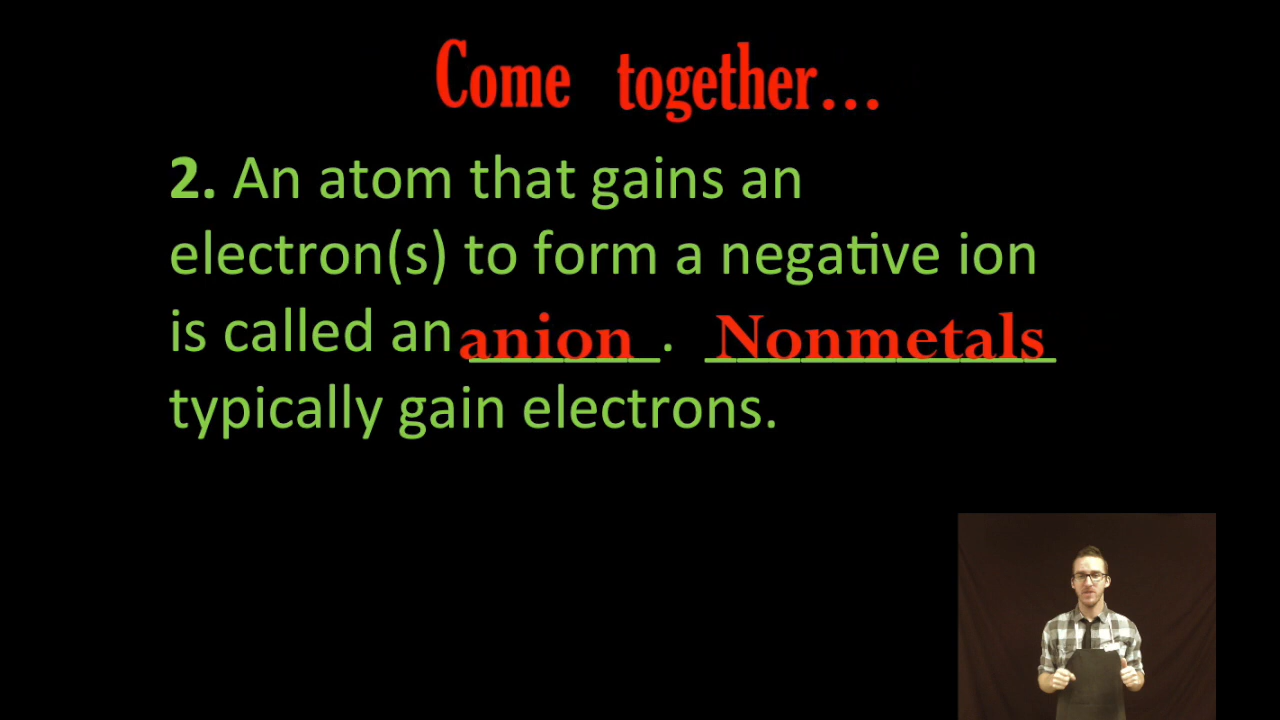 Come together...
2. An atom that gains an
electron(s) to form a negative ion
is called an anion. Nonmetals
typically gain electrons.